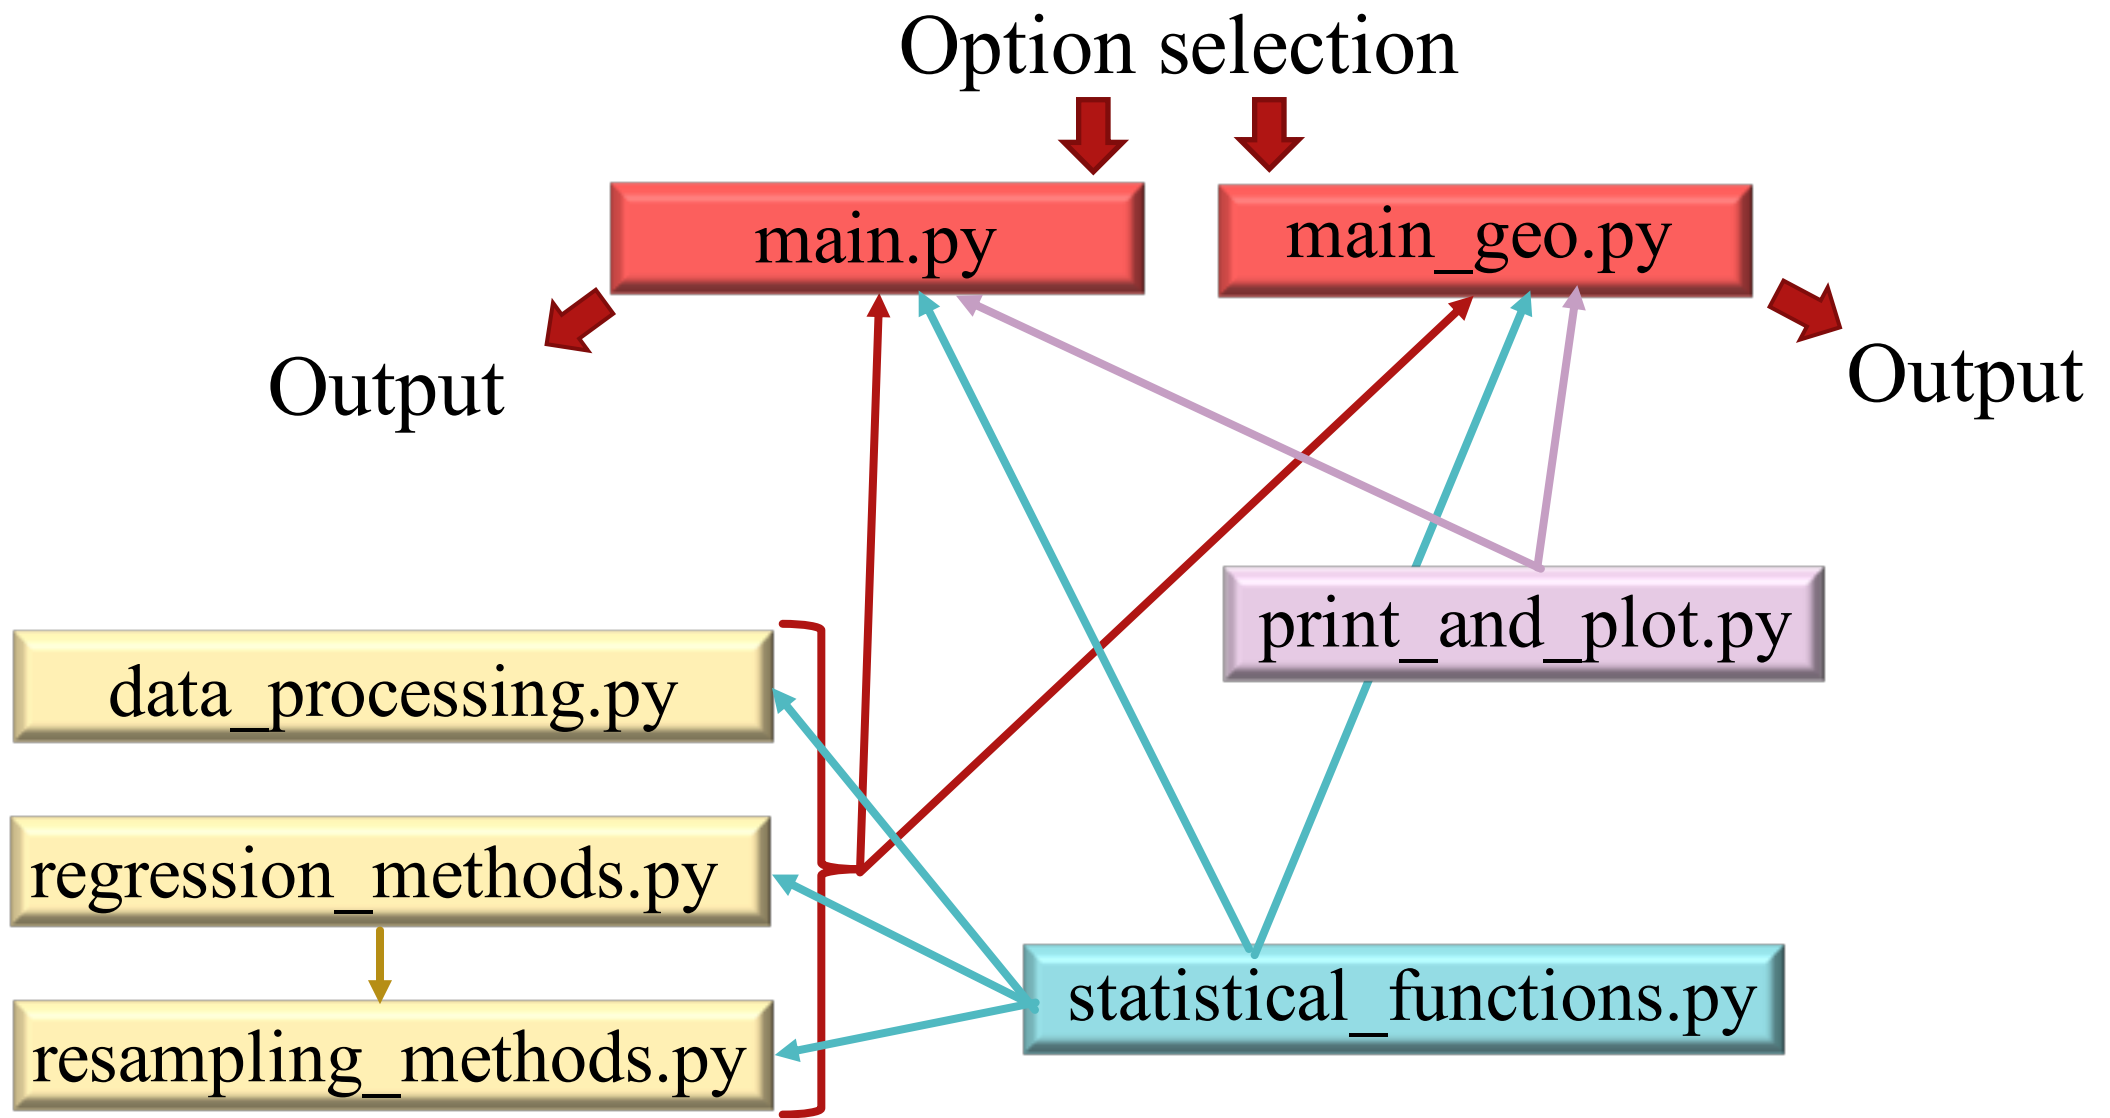 Option selection
main.py
main_geo.py
Output
Output
print_and_plot.py
data_processing.py
regression_methods.py
statistical_functions.py
resampling_methods.py